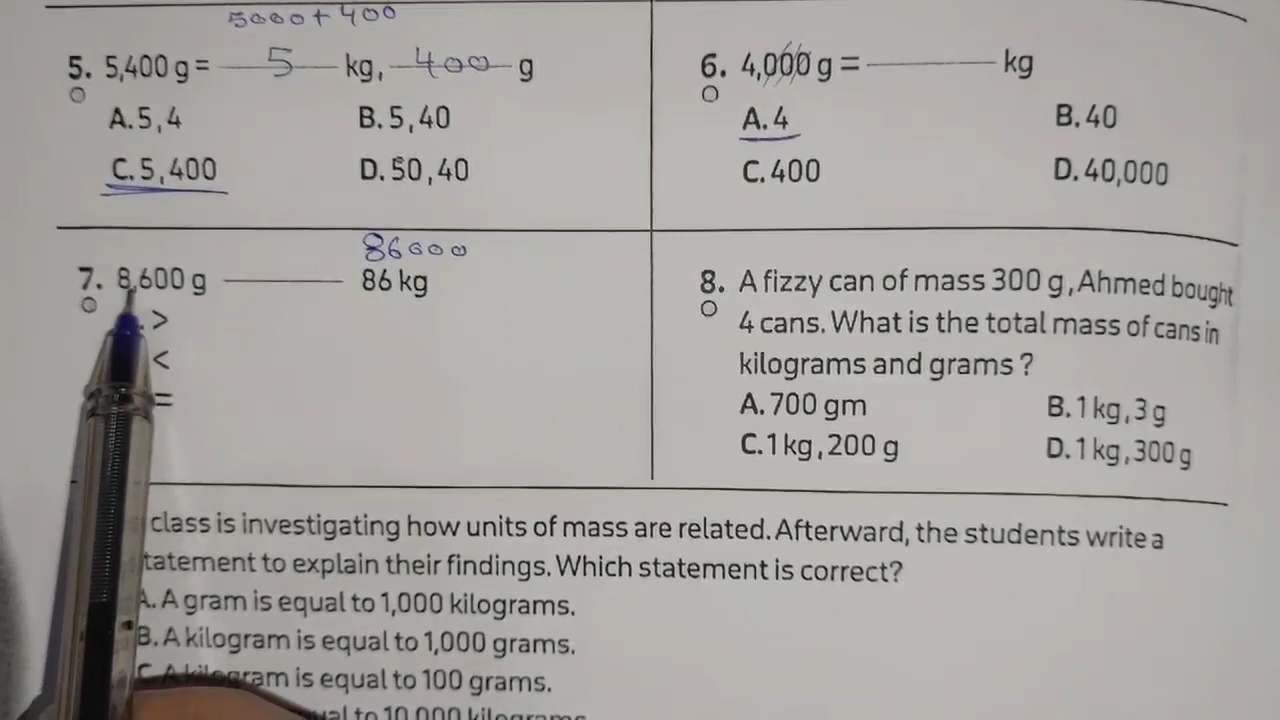 5000+400
5. 5,400 g = 5 kg, 400 g
A. 5,4 B. 5,40
C. 5,400 D. 50,40
6. 4,000 g = kg
A. 4 B. 40
C. 400 D. 40,000
86000
7. 8,600 g 86 kg
>
<
=
8. A fizzy can of mass 300 g, Ahmed bought
4 cans. What is the total mass of cans in
kilograms and grams?
A. 700 gm B. 1 kg, 3 g
C. 1 kg, 200 g D. 1 kg, 300 g
class is investigating how units of mass are related. Afterward, the students write a
tatement to explain their findings. Which statement is correct?
A. A gram is equal to 1,000 kilograms.
B. A kilogram is equal to 1,000 grams.
C. A kilogram is equal to 100 grams.
to 10,000 kilograms